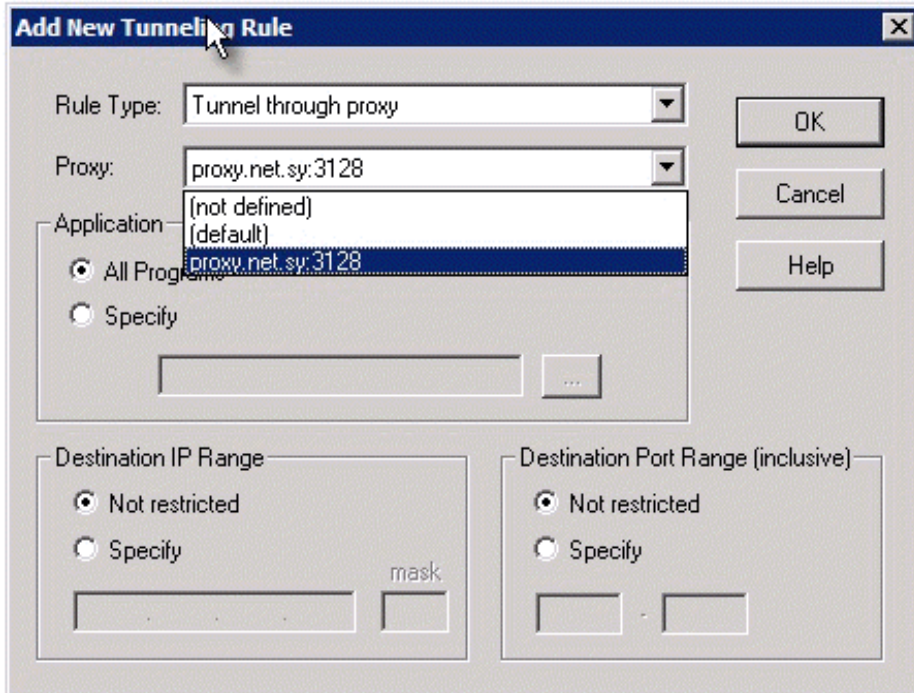 Add New Tunneling Rule
Rule Type: Tunnel through proxy
OK
Proxy: proxy.net.sy:3128
(not defined)
(default)
proxy.net.sy:3128
Cancel
Application
All Programs
Help
Specify
...
Destination IP Range
Not restricted
Specify
mask
. . .
Destination Port Range (inclusive)
Not restricted
Specify
-